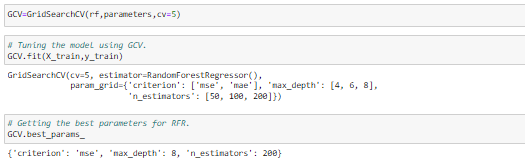 GCV=GridSearchCV(rf,parameters,cv=5)
# Tuning the model using GCV.
GCV.fit(X_train,y_train)
GridSearchCV(cv=5, estimator=RandomForestRegressor(),
param_grid={'criterion': ['mse', 'mae'], 'max_depth': [4, 6, 8],
'n_estimators': [50, 100, 200]})
# Getting the best parameters for RFR.
GCV.best_params_
{'criterion': 'mse', 'max_depth': 8, 'n_estimators': 200}